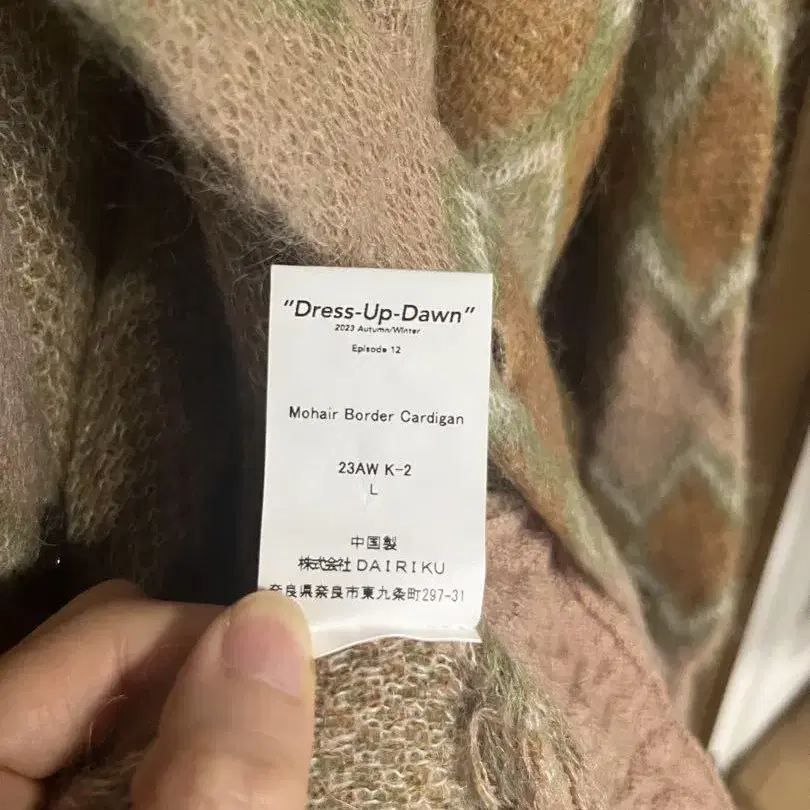 "Dress-Up-Dawn"
2023 Autumn/Winter
Episode 12
Mohair Border Cardigan
23AW K-2
L
中国製
株式会社 DAIRIKU
奈良県奈良市東九条町297-31